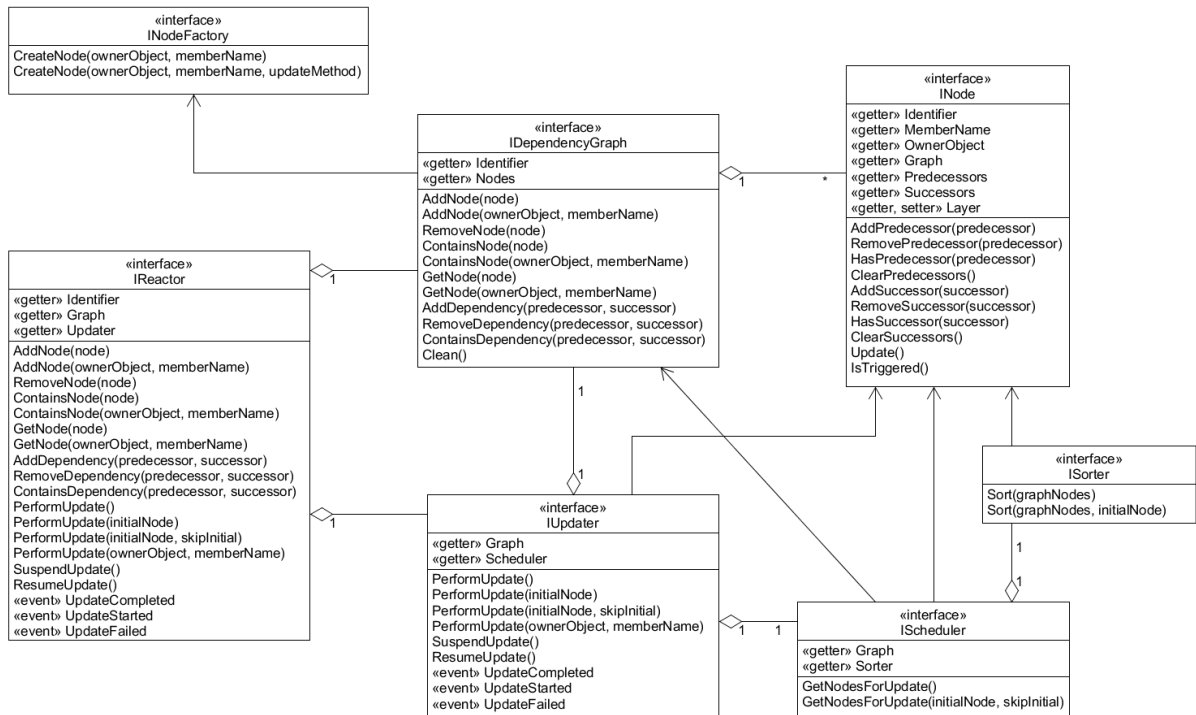 «interface»
INodeFactory
CreateNode(ownerObject, memberName)
CreateNode(ownerObject, memberName, updateMethod)
«interface»
INode
«getter» Identifier
«getter» MemberName
«getter» OwnerObject
«getter» Graph
«getter» Predecessors
«getter» Successors
«getter, setter» Layer
AddPredecessor(predecessor)
RemovePredecessor(predecessor)
HasPredecessor(predecessor)
ClearPredecessors()
AddSuccessor(successor)
RemoveSuccessor(successor)
HasSuccessor(successor)
ClearSuccessors()
Update()
IsTriggered()
«interface»
IDependencyGraph
«getter» Identifier
«getter» Nodes
AddNode(node)
AddNode(ownerObject, memberName)
RemoveNode(node)
ContainsNode(node)
ContainsNode(ownerObject, memberName)
GetNode(node)
GetNode(ownerObject, memberName)
AddDependency(predecessor, successor)
RemoveDependency(predecessor, successor)
ContainsDependency(predecessor, successor)
Clean()
1
*
«interface»
IReactor
«getter» Identifier
«getter» Graph
«getter» Updater
AddNode(node)
AddNode(ownerObject, memberName)
RemoveNode(node)
ContainsNode(node)
ContainsNode(ownerObject, memberName)
GetNode(node)
GetNode(ownerObject, memberName)
AddDependency(predecessor, successor)
RemoveDependency(predecessor, successor)
ContainsDependency(predecessor, successor)
PerformUpdate()
PerformUpdate(initialNode)
PerformUpdate(initialNode, skipInitial)
PerformUpdate(ownerObject, memberName)
SuspendUpdate()
ResumeUpdate()
«event» UpdateCompleted
«event» UpdateStarted
«event» UpdateFailed
1
1
1
1
«interface»
ISorter
Sort(graphNodes)
Sort(graphNodes, initialNode)
1
1
«interface»
IUpdater
«getter» Graph
«getter» Scheduler
PerformUpdate()
PerformUpdate(initialNode)
PerformUpdate(initialNode, skipInitial)
PerformUpdate(ownerObject, memberName)
SuspendUpdate()
ResumeUpdate()
«event» UpdateCompleted
«event» UpdateStarted
«event» UpdateFailed
1
1
«interface»
IScheduler
«getter» Graph
«getter» Sorter
GetNodesForUpdate()
GetNodesForUpdate(initialNode, skipInitial)